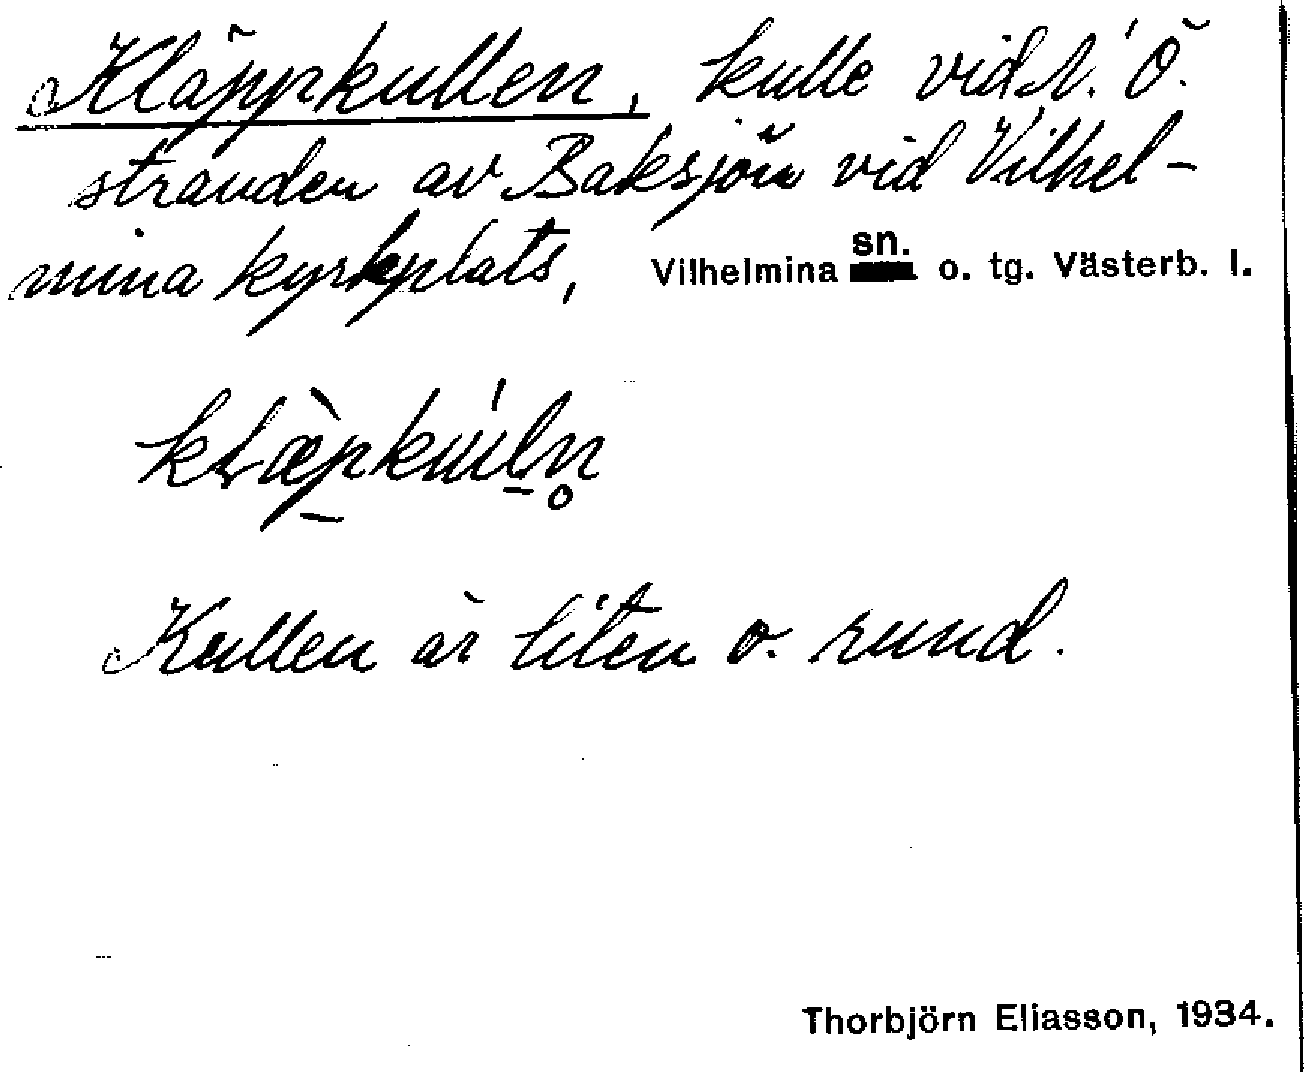 Kläppkullen, kulle vid N. Ö.
stranden av Baksjön vid Vilhel-
mina kyrkplats, Vilhelmina sn. o. tg. Västerb. l.
Kullen är liten o. rund.
Thorbjörn Eliasson, 1934.